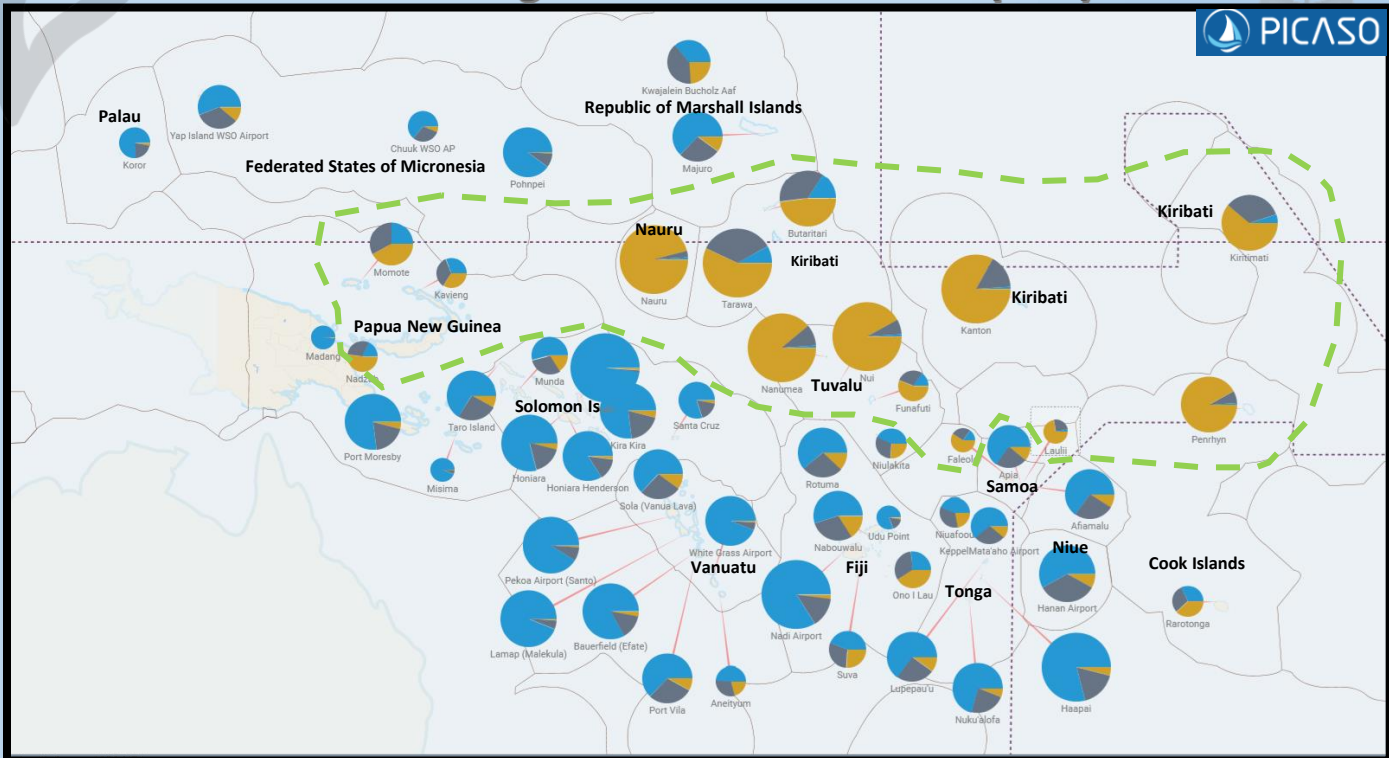 PICASO
Kwajalein Bucholz Aaf
Republic of Marshall Islands
Palau
Yap Island WSO Airport
Koror
Chuuk WSO AP
Federated States of Micronesia
Pohnpei
Majuro
Kiribati
Butaritari
Kiritimati
Nauru
Kiribati
Momote
Nauru
Tarawa
Kavieng
Kiribati
Kanton
Papua New Guinea
Madang
Nanumea
Nui
Tuvalu
Munda
Funafuti
Solomon Is
Taro Island
Kira Kira
Santa Cruz
Penrhyn
Port Moresby
Honiara
Honiara Henderson
Niulakita
Faleolo
Apia
Laulii
Misima
Rotuma
Samoa
Sola (Vanua Lava)
Afiamalu
Nabouwalu
Udu Point
Niuafoou
Keppel
Mata'aho Airport
White Grass Airport
Vanuatu
Fiji
Niue
Cook Islands
Pekoa Airport (Santo)
Ono I Lau
Tonga
Hanan Airport
Rarotonga
Nadi Airport
Lamap (Malekula)
Bauerfield (Efate)
Suva
Lupepau'u
Port Vila
Aneityum
Nuku'alofa
Haapai